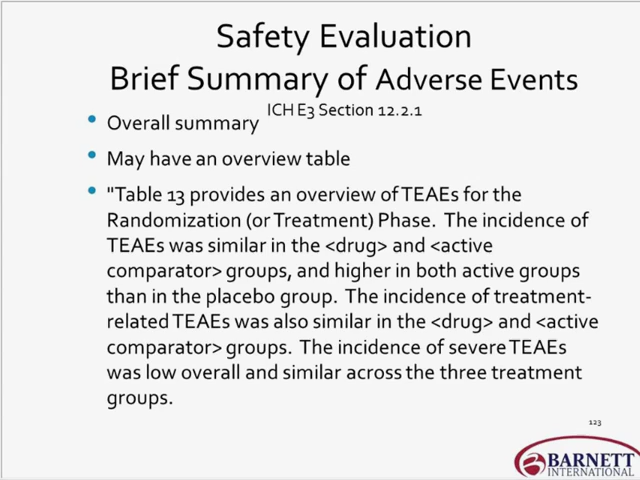 Safety Evaluation
Brief Summary of Adverse Events
ICH E3 Section 12.2.1
• Overall summary
• May have an overview table
• "Table 13 provides an overview of TEAEs for the
Randomization (or Treatment) Phase. The incidence of
TEAEs was similar in the <drug> and <active
comparator> groups, and higher in both active groups
than in the placebo group. The incidence of treatment-
related TEAEs was also similar in the <drug> and <active
comparator> groups. The incidence of severe TEAEs
was low overall and similar across the three treatment
groups.
123
BARNETT
INTERNATIONAL